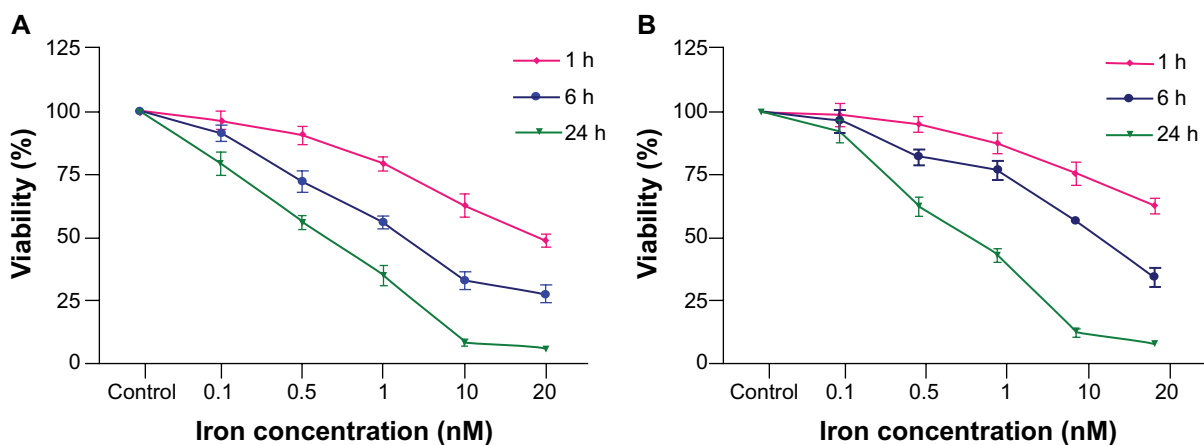 A
125
100
75
50
25
0
Viability (%)
1 h
6 h
24 h
Control 0.1 0.5 1 10 20
Iron concentration (nM)
B
125
100
75
50
25
0
Viability (%)
1 h
6 h
24 h
Control 0.1 0.5 1 10 20
Iron concentration (nM)